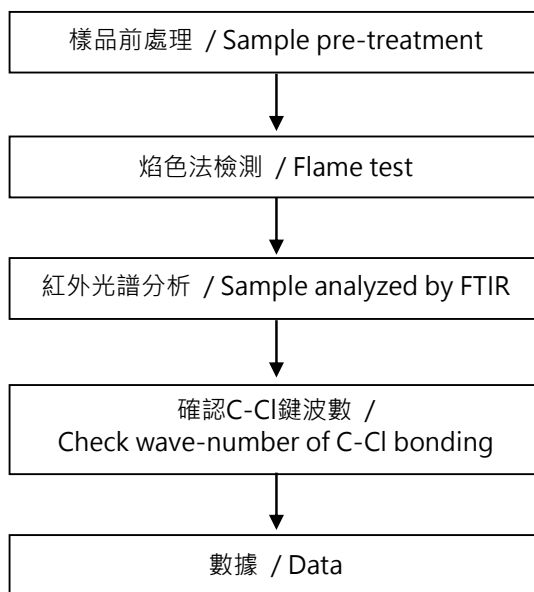 樣品前處理 / Sample pre-treatment
焰色法檢測 / Flame test
紅外光譜分析 / Sample analyzed by FTIR
確認C-Cl鍵波數 /
Check wave-number of C-Cl bonding
數據 / Data